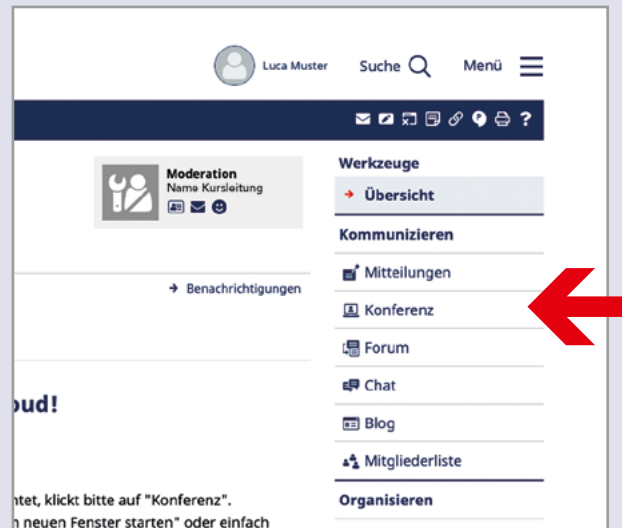 Luca Muster Suche Menü
?
Werkzeuge
Moderation
Name Kursleitung
Übersicht
Kommunizieren
Mitteilungen
Benachrichtigungen
Konferenz
Forum
Chat
oud!
Blog
Mitgliederliste
ntet, klickt bitte auf "Konferenz".
Organisieren
n neuen Fenster starten" oder einfach